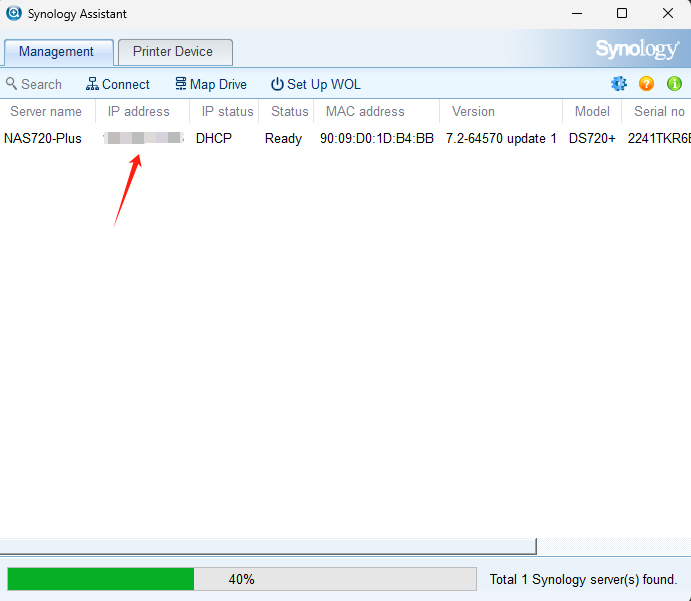 Synology Assistant
Management Printer Device Synology
Search Connect Map Drive Set Up WOL
Server name IP address IP status Status MAC address Version Model Serial no
NAS720-Plus DHCP Ready 90:09:D0:1D:B4:BB 7.2-64570 update 1 DS720+ 2241TKR6
40% Total 1 Synology server(s) found.